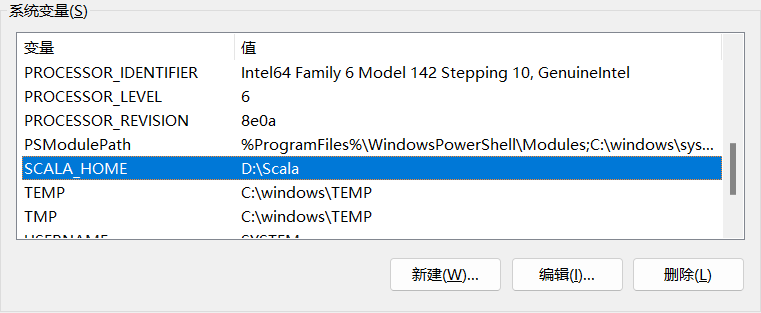 系统变量(S)
变量 值
PROCESSOR_IDENTIFIER Intel64 Family 6 Model 142 Stepping 10, GenuineIntel
PROCESSOR_LEVEL 6
PROCESSOR_REVISION 8e0a
PSModulePath %ProgramFiles%\WindowsPowerShell\Modules;C:\windows\sys...
SCALA_HOME D:\Scala
TEMP C:\windows\TEMP
TMP C:\windows\TEMP
USERNAME SYSTEM
新建(W)... 编辑(I)... 删除(L)